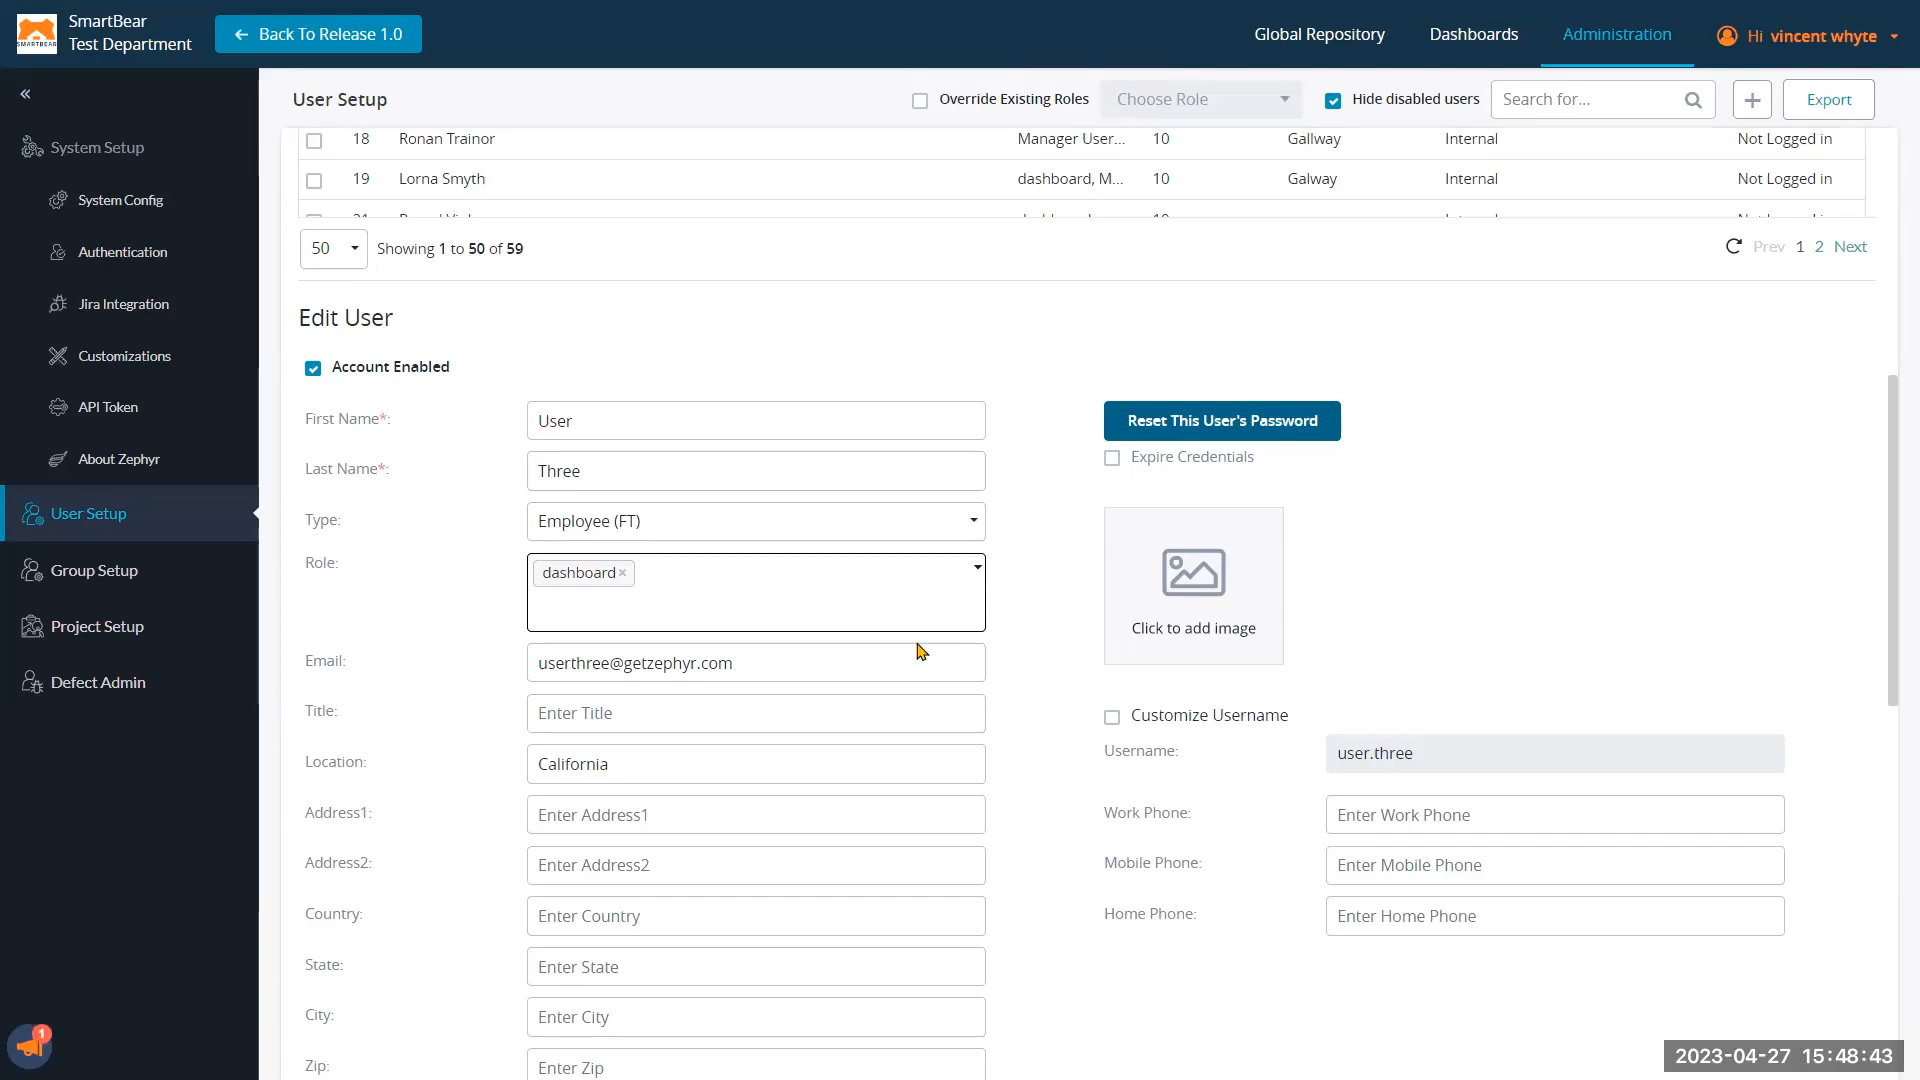 SmartBear
Test Department
SMARTBEAR
← Back To Release 1.0
Global Repository
Dashboards
Administration
Hi vincent whyte
«
System Setup
System Config
Authentication
Jira Integration
Customizations
API Token
About Zephyr
User Setup
Group Setup
Project Setup
Defect Admin
1
User Setup
Override Existing Roles
Choose Role
Hide disabled users
Search for...
+
Export
18 Ronan Trainor Manager User... 10 Gallway Internal Not Logged in
19 Lorna Smyth dashboard, M... 10 Galway Internal Not Logged in
50 Showing 1 to 50 of 59
Prev 1 2 Next
Edit User
Account Enabled
First Name*: User
Last Name*: Three
Type: Employee (FT)
Role: dashboard×
Email: userthree@getzephyr.com
Title: Enter Title
Location: California
Address1: Enter Address1
Address2: Enter Address2
Country: Enter Country
State: Enter State
City: Enter City
Zip: Enter Zip
Reset This User's Password
Expire Credentials
Click to add image
Customize Username
Username: user.three
Work Phone: Enter Work Phone
Mobile Phone: Enter Mobile Phone
Home Phone: Enter Home Phone
2023-04-27 15:48:43